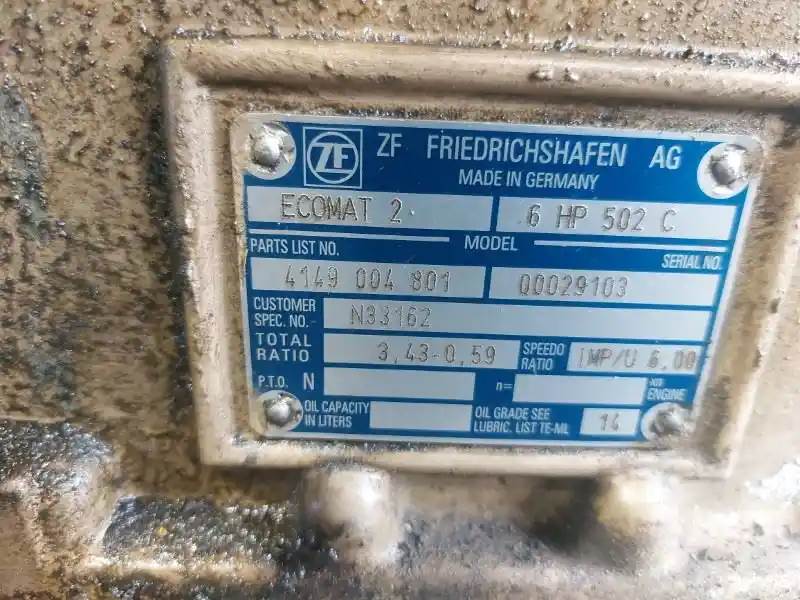 ZF ZF FRIEDRICHSHAFEN AG
MADE IN GERMANY
ECOMAT 2 6 HP 502 C
PARTS LIST NO. MODEL SERIAL NO.
4149 004 801 00029103
CUSTOMER SPEC. NO. N33162
TOTAL RATIO 3,43-0,59 SPEEDO RATIO IMP/U 6,00
P.T.O. N n= ENGINE
OIL CAPACITY IN LITERS OIL GRADE SEE LUBRIC. LIST TE-ML 14